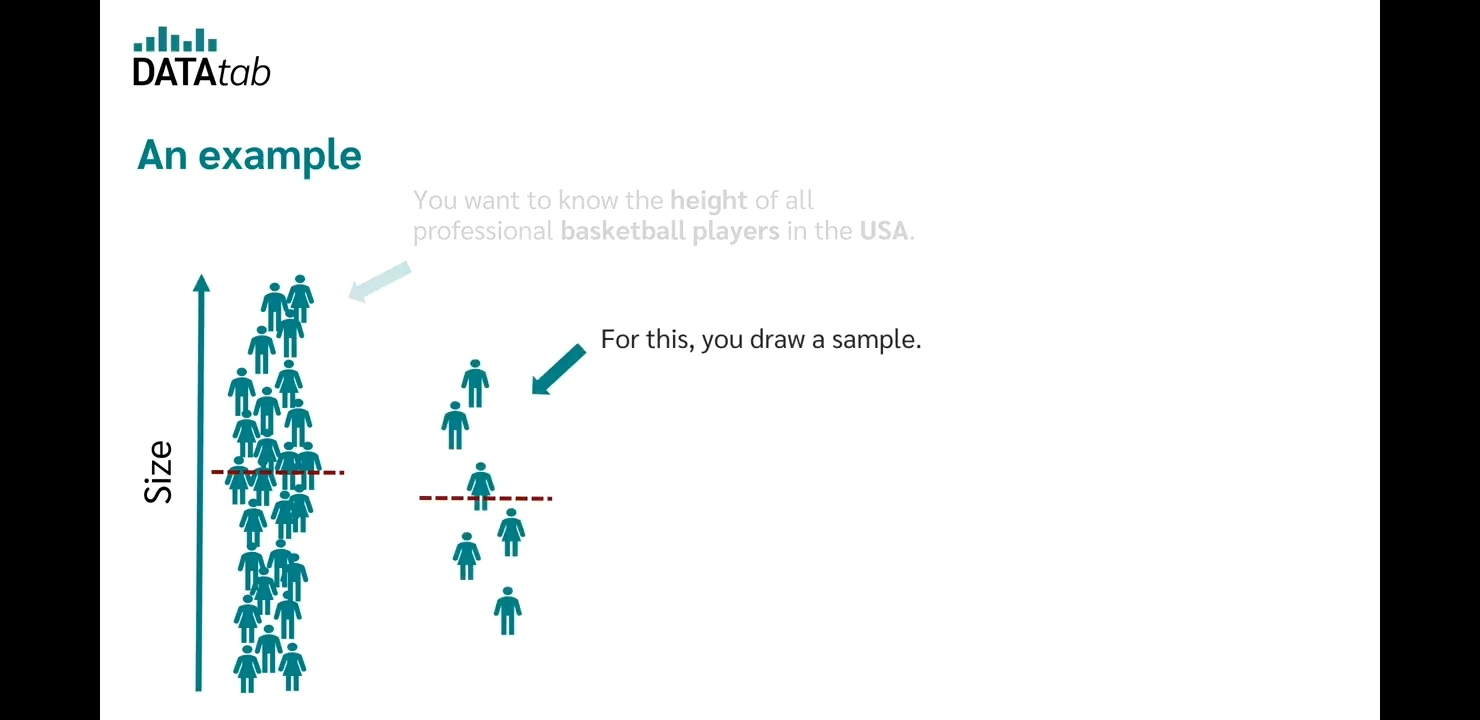 DATAtab
An example
You want to know the height of all
professional basketball players in the USA.
For this, you draw a sample.
Size